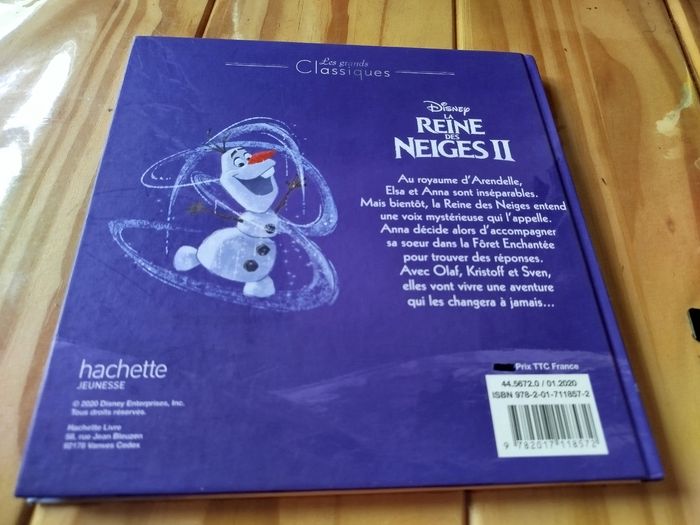 Les grands
Classiques
Disney
LA
REINE
DES
NEIGES II
Au royaume d'Arendelle,
Elsa et Anna sont inséparables.
Mais bientôt, la Reine des Neiges entend
une voix mystérieuse qui l'appelle.
Anna décide alors d'accompagner
sa soeur dans la Fôret Enchantée
pour trouver des réponses.
Avec Olaf, Kristoff et Sven,
elles vont vivre une aventure
qui les changera à jamais...
hachette
JEUNESSE
© 2020 Disney Enterprises, Inc.
Tous droits réservés.
Hachette Livre
58, rue Jean Bleuzen
92178 Vanves Cedex
Prix TTC France
44.5672.0 / 01.2020
ISBN 978-2-01-711857-2
9 782017 118572